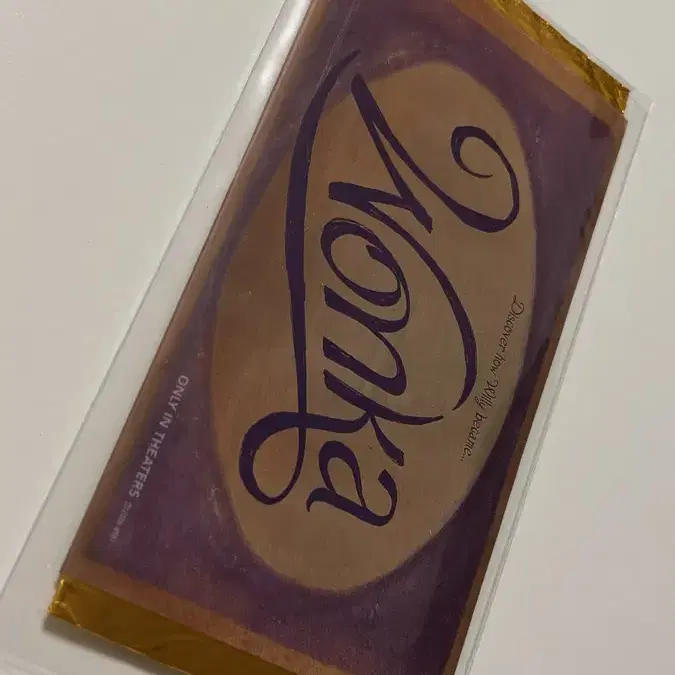 Discover how Willy became...
Wonka
ONLY IN THEATERS